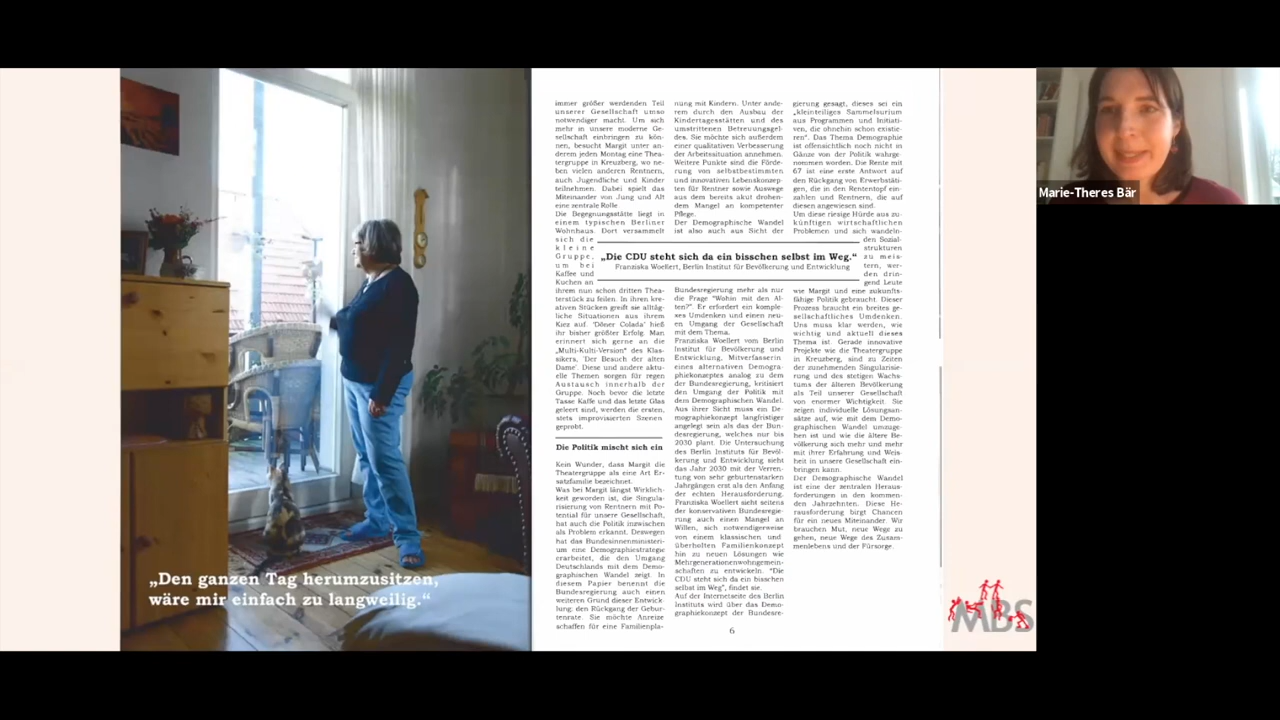 immer größer werdenden Teil
unserer Gesellschaft umso
notwendiger macht. Um sich
mehr in unsere moderne Ge-
sellschaft einbringen zu kön-
nen, besucht Margit unter an-
derem jeden Montag eine Thea-
tergruppe in Kreuzberg, wo ne-
ben vielen anderen Rentnern,
auch Jugendliche und Kinder
teilnehmen. Dabei spielt das
Miteinander von Jung und Alt
eine zentrale Rolle
Die Begegnungsstätte liegt in
einem typischen Berliner
Wohnhaus. Dort versammelt
sich die
kleine
Gruppe,
um bei
Kaffee und
Kuchen an
ihrem nun schon dritten Thea-
terstück zu feilen. In ihren kre-
ativen Stücken greift sie alltäg-
liche Situationen aus ihrem
Kiez auf. 'Döner Colada' hieß
ihr bisher größter Erfolg. Man
erinnert sich gerne an die
„Multi-Kulti-Version“ des Klas-
sikers, 'Der Besuch der alten
Dame'. Diese und andere aktu-
elle Themen sorgen für regen
Austausch innerhalb der
Gruppe. Noch bevor die letzte
Tasse Kaffee und das letzte Glas
geleert sind, werden die ersten,
stets improvisierten Szenen
geprobt.
Die Politik mischt sich ein
Kein Wunder, dass Margit die
Theatergruppe als eine Art Er-
satzfamilie bezeichnet.
Was bei Margit längst Wirklich-
keit geworden ist, die Singula-
risierung von Rentnern mit Po-
tential für unsere Gesellschaft,
hat auch die Politik inzwischen
als Problem erkannt. Deswegen
hat das Bundesinnenministeri-
um eine Demographiestrategie
erarbeitet, die den Umgang
Deutschlands mit dem Demo-
graphischen Wandel zeigt. In
diesem Papier benennt die
Bundesregierung auch einen
weiteren Grund dieser Entwick-
lung: den Rückgang der Gebur-
tenrate. Sie möchte Anreize
schaffen für eine Familienpla-
nung mit Kindern. Unter ande-
ren durch den Ausbau der
Kindertagesstätten und des
umstrittenen Betreuungsgel-
des. Sie möchte sich außerdem
einer qualitativen Verbesserung
der Arbeitssituation annehmen.
Weitere Punkte sind die Förde-
rung von selbstbestimmten
und innovativen Lebenskonzep-
ten für Rentner sowie Auswege
aus dem bereits akut drohen-
dem Mangel an kompetenter
Pflege.
Der Demographische Wandel
ist also auch aus Sicht der
„Die CDU steht sich da ein bisschen selbst im Weg.“
Franziska Woellert, Berlin Institut für Bevölkerung und Entwicklung
Bundesregierung mehr als nur
die Frage "Wohin mit den Al-
ten?". Er erfordert ein komple-
xes Umdenken und einen neu-
en Umgang der Gesellschaft
mit dem Thema.
Franziska Woellert vom Berlin
Institut für Bevölkerung und
Entwicklung, Mitverfasserin
eines alternativen Demogra-
phiekonzeptes analog zu dem
der Bundesregierung, kritisiert
den Umgang der Politik mit
dem Demographischen Wandel.
Aus ihrer Sicht muss ein De-
mographiekonzept langfristiger
angelegt sein als das der Bun-
desregierung, welches nur bis
2030 plant. Die Untersuchung
des Berlin Instituts für Bevöl-
kerung und Entwicklung sieht
das Jahr 2030 mit der Verren-
tung von sehr geburtenstarken
Jahrgängen erst als den Anfang
der echten Herausforderung.
Franziska Woellert sieht seitens
der konservativen Bundesregie-
rung auch einen Mangel an
Willen, sich notwendigerweise
von einem klassischen und
überholten Familienkonzept
hin zu neuen Lösungen wie
Mehrgenerationenwohngemein-
schaften zu entwickeln. "Die
CDU steht sich da ein bisschen
selbst im Weg", findet sie.
Auf der Internetseite des Berlin
Instituts wird über das Demo-
graphiekonzept der Bundesre-
gierung gesagt, dieses sei ein
„kleinteiliges Sammelsurium
aus Programmen und Initiati-
ven, die ohnehin schon existie-
ren“. Das Thema Demographie
ist offensichtlich noch nicht in
Gänze von der Politik wahrge-
nommen worden. Die Rente mit
67 ist eine erste Antwort auf
den Rückgang von Erwerbstäti-
gen, die in den Rententopf ein-
zahlen und Rentnern, die auf
diesen angewiesen sind.
Um diese riesige Hürde aus zu-
künftigen wirtschaftlichen
Problemen und sich wandeln-
den Sozial-
strukturen
zu meis-
tern, wer-
den drin-
gend Leute
wie Margit und eine zukunfts-
fähige Politik gebraucht. Dieser
Prozess braucht ein breites ge-
sellschaftliches Umdenken.
Uns muss klar werden, wie
wichtig und aktuell dieses
Thema ist. Gerade innovative
Projekte wie die Theatergruppe
in Kreuzberg, sind zu Zeiten
der zunehmenden Singularisie-
rung und des stetigen Wachs-
tums der älteren Bevölkerung
als Teil unserer Gesellschaft
von enormer Wichtigkeit. Sie
zeigen individuelle Lösungsan-
sätze auf, wie mit dem Demo-
graphischen Wandel umzuge-
hen ist und wie die ältere Be-
völkerung sich mehr und mehr
mit ihrer Erfahrung und Weis-
heit in unsere Gesellschaft ein-
bringen kann.
Der Demographische Wandel
ist eine der zentralen Heraus-
forderungen in den kommen-
den Jahrzehnten. Diese He-
rausforderung birgt Chancen
für ein neues Miteinander. Wir
brauchen Mut, neue Wege zu
gehen, neue Wege des Zusam-
menlebens und der Fürsorge.
6
„Den ganzen Tag herumzusitzen,
wäre mir einfach zu langweilig.“
MBS
Marie-Theres Bär